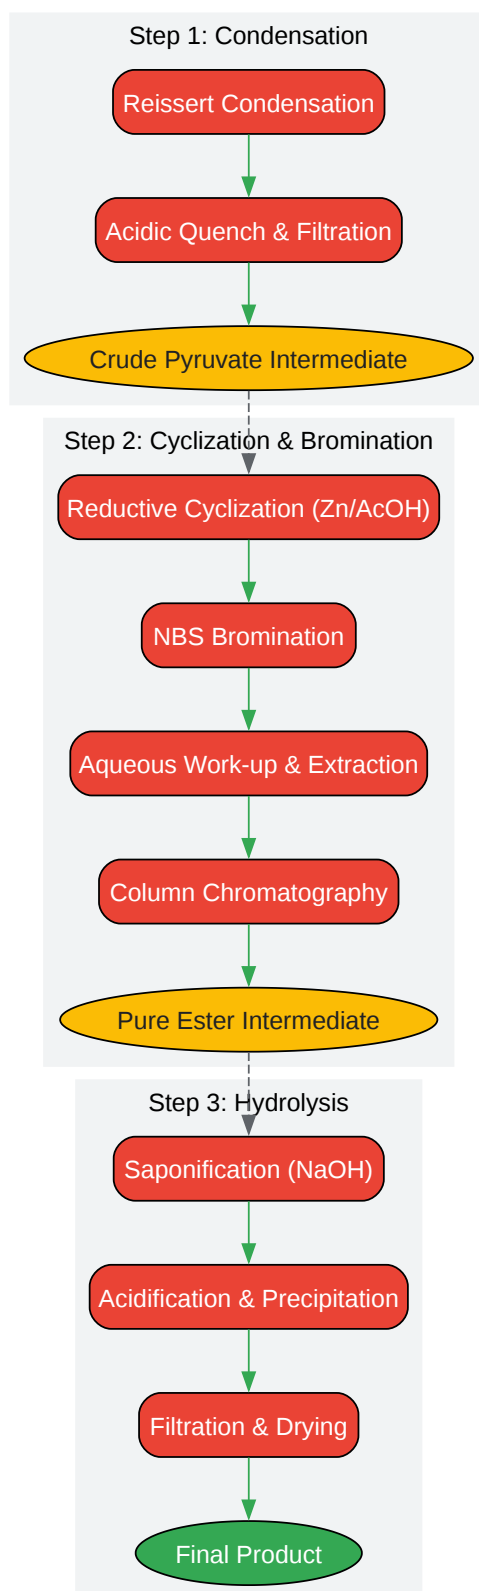 Step 1: Condensation
Reissert Condensation
Acidic Quench & Filtration
Crude Pyruvate Intermediate
Step 2: Cyclization & Bromination
Reductive Cyclization (Zn/AcOH)
NBS Bromination
Aqueous Work-up & Extraction
Column Chromatography
Pure Ester Intermediate
Step 3: Hydrolysis
Saponification (NaOH)
Acidification & Precipitation
Filtration & Drying
Final Product